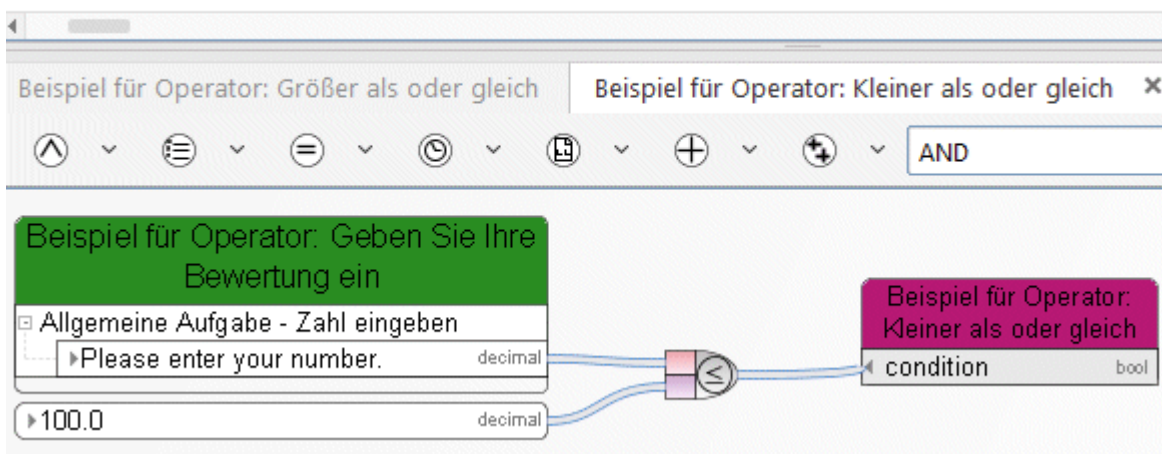 Beispiel für Operator: Größer als oder gleich
Beispiel für Operator: Kleiner als oder gleich ×
AND
Beispiel für Operator: Geben Sie Ihre
Bewertung ein
Allgemeine Aufgabe - Zahl eingeben
Please enter your number. decimal
100.0 decimal
≤
Beispiel für Operator:
Kleiner als oder gleich
condition bool